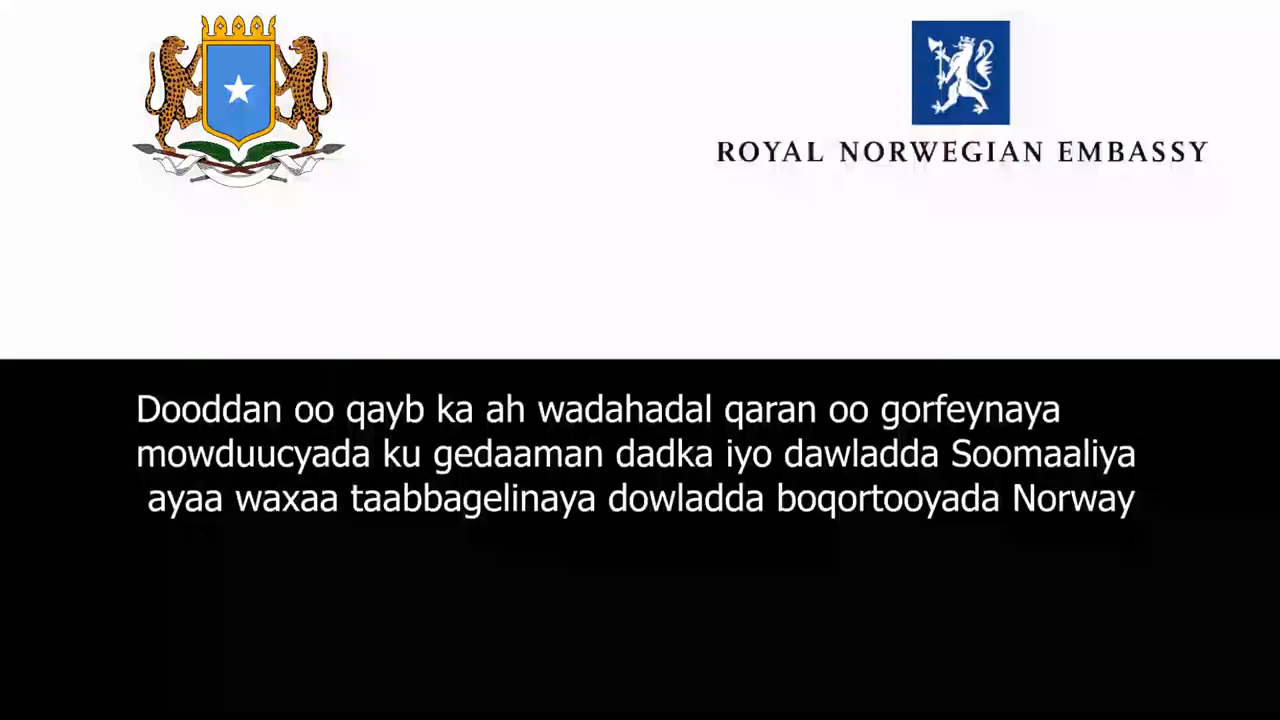 ROYAL NORWEGIAN EMBASSY
Dooddan oo qayb ka ah wadahadal qaran oo gorfeynaya
mowduucyada ku gedaaman dadka iyo dawladda Soomaaliya
ayaa waxaa taabbagelinaya dowladda boqortooyada Norway